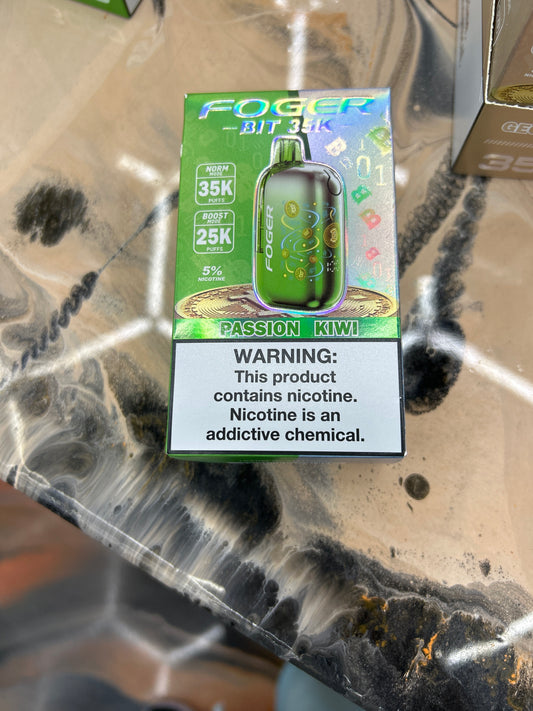 FOGER
BIT 35K
NORM
MODE
35K
PUFFS
BOOST
MODE
25K
PUFFS
5%
NICOTINE
FOGER
PASSION KIWI
WARNING:
This product
contains nicotine.
Nicotine is an
addictive chemical.
GE
35